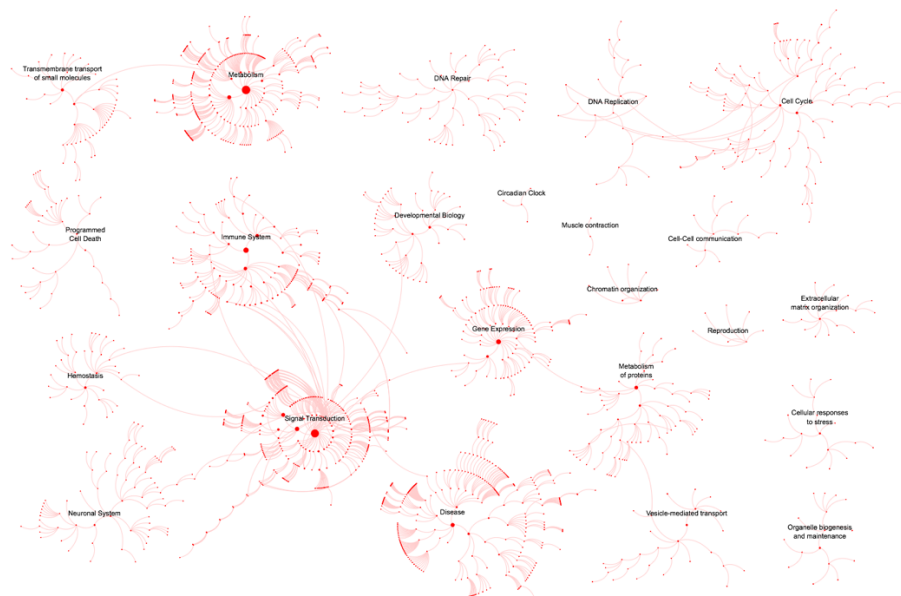 Transmembrane transport
of small molecules
Metabolism
DNA Repair
DNA Replication
Cell Cycle
Programmed
Cell Death
Immune System
Developmental Biology
Circadian Clock
Muscle contraction
Cell-Cell communication
Chromatin organization
Extracellular
matrix organization
Gene Expression
Reproduction
Hemostasis
Metabolism
of proteins
Signal Transduction
Cellular responses
to stress
Neuronal System
Disease
Vesicle-mediated transport
Organelle biogenesis
and maintenance